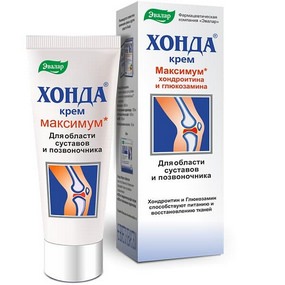 Эвалар
ХОНДА®
крем
максимум*
Для области
суставов
и позвоночника
Эвалар
Фармацевтическая
компания «Эвалар»
ХОНДА®
крем
Максимум*
хондроитина
и глюкозамина
Для области
суставов
и позвоночника
Хондроитин и Глюкозамин
способствуют питанию и
восстановлению тканей